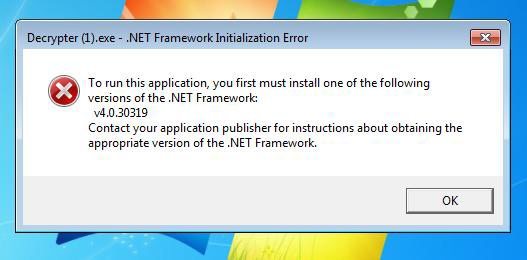 Decrypter (1).exe - .NET Framework Initialization Error
To run this application, you first must install one of the following
versions of the .NET Framework:
v4.0.30319
Contact your application publisher for instructions about obtaining the
appropriate version of the .NET Framework.
OK